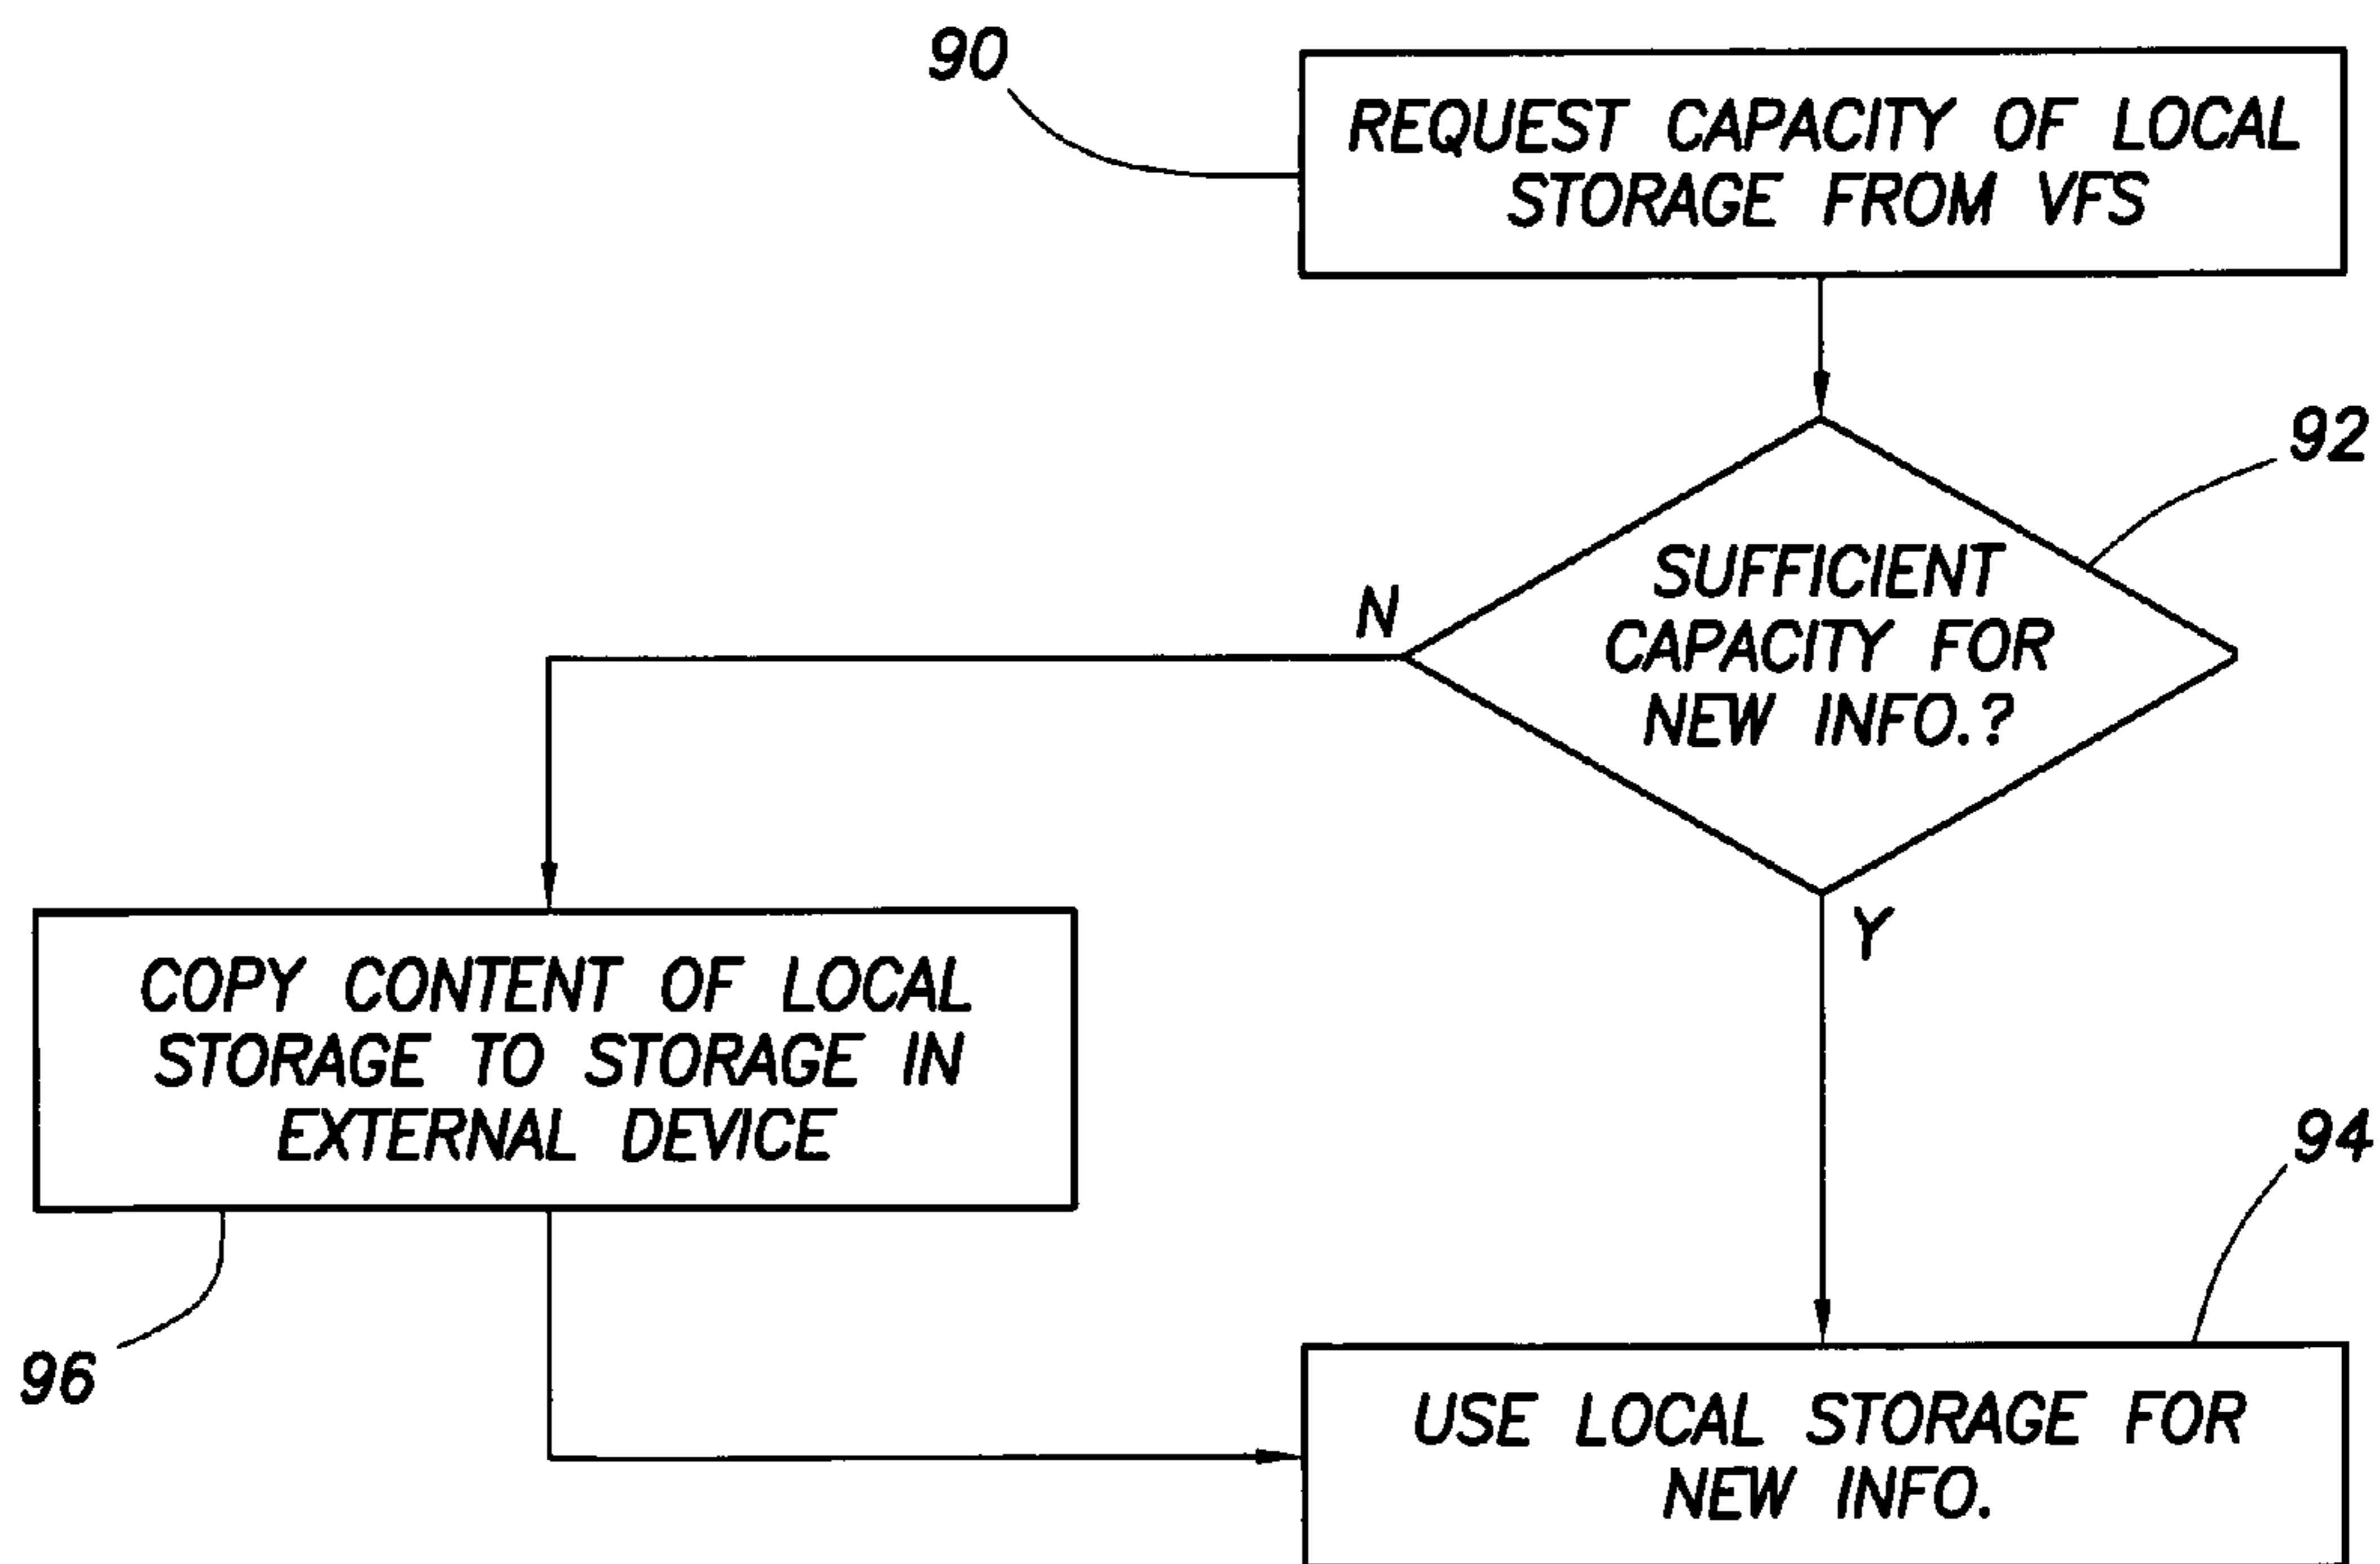 90
REQUEST CAPACITY OF LOCAL
STORAGE FROM VFS
92
SUFFICIENT
CAPACITY FOR
NEW INFO.?
N
Y
COPY CONTENT OF LOCAL
STORAGE TO STORAGE IN
EXTERNAL DEVICE
94
96
USE LOCAL STORAGE FOR
NEW INFO.